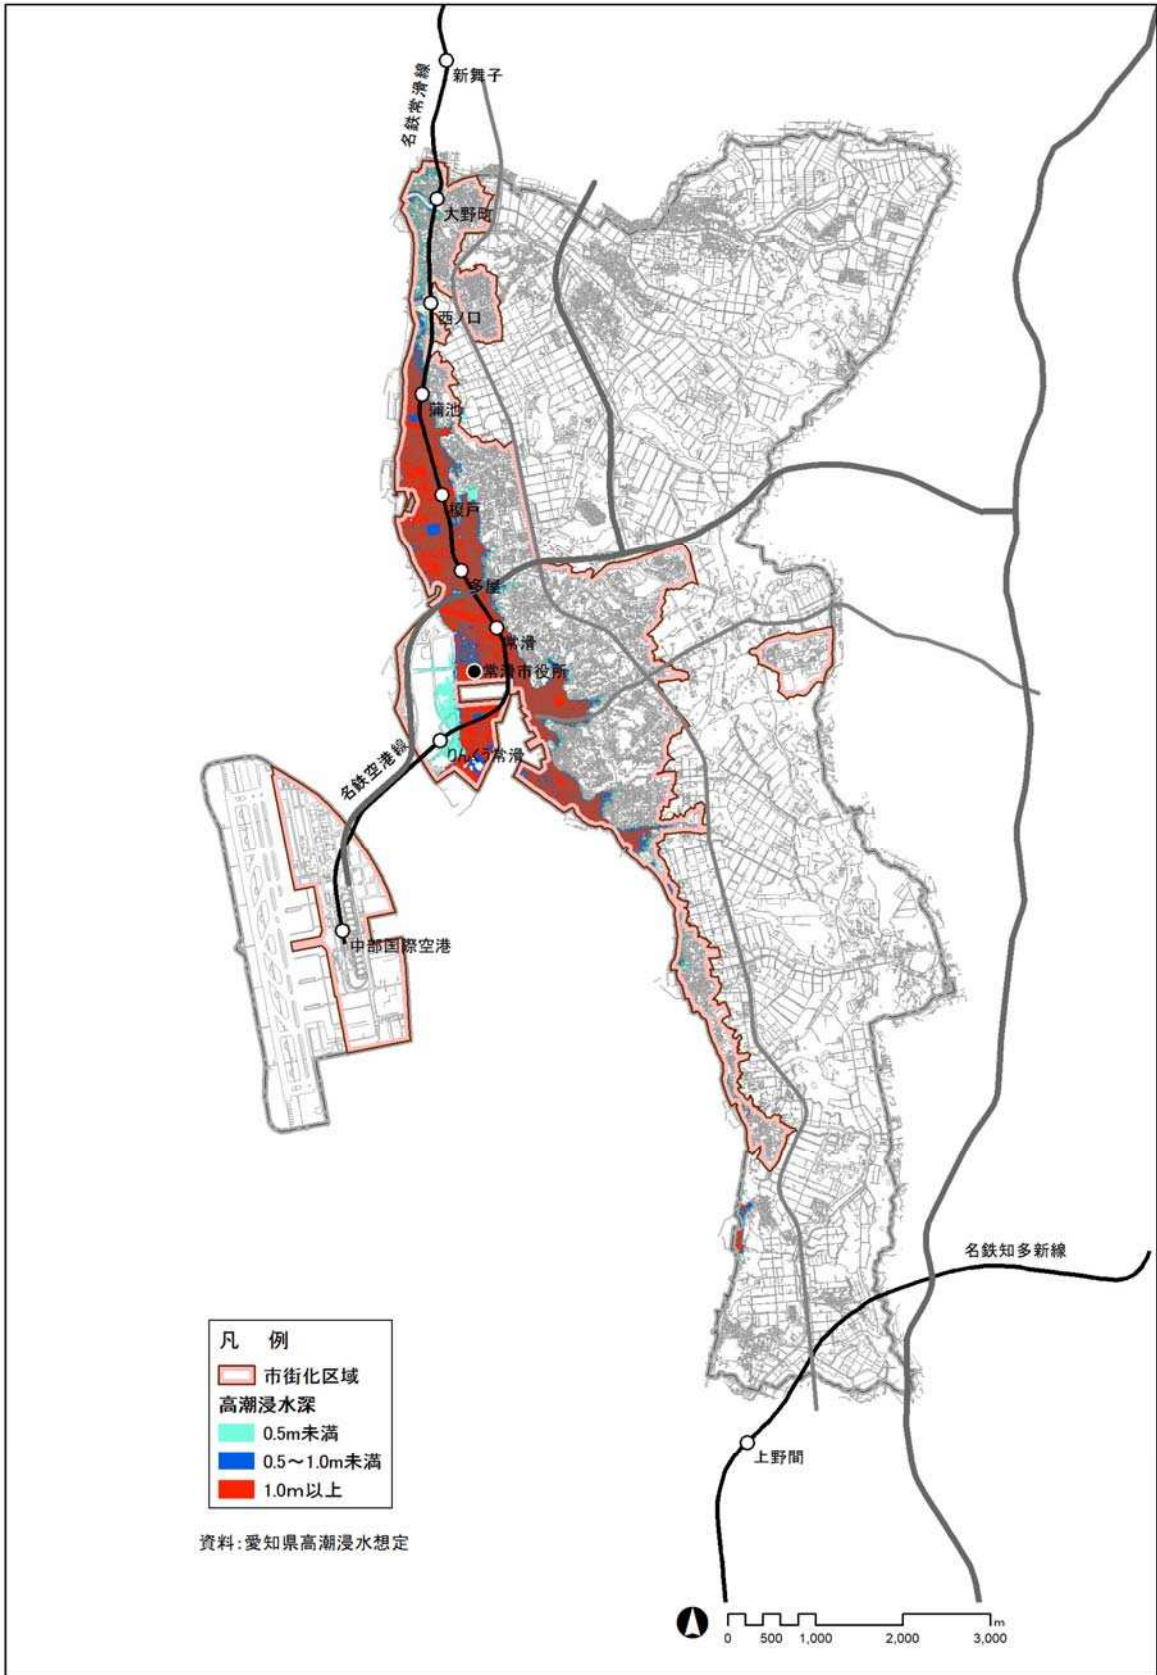 新舞子
名鉄常滑線
大野町
西ノ口
蒲池
榎戸
多屋
常滑
常滑市役所
りんくう常滑
名鉄空港線
中部国際空港
名鉄知多新線
上野間
凡 例
市街化区域
高潮浸水深
0.5m未満
0.5～1.0m未満
1.0m以上
資料:愛知県高潮浸水想定
m
0 500 1,000 2,000 3,000